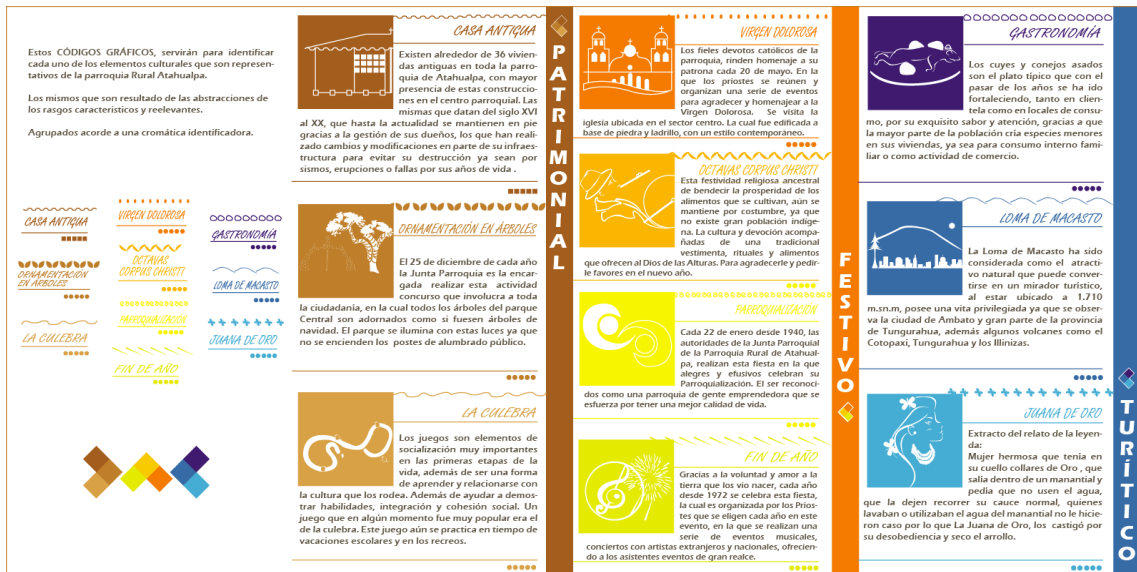 Estos CÓDIGOS GRÁFICOS, servirán para identificar
cada uno de los elementos culturales que son represen-
tativos de la parroquia Rural Atahualpa.
Los mismos que son resultado de las abstracciones de
los rasgos característicos y reelevantes.
Agrupados acorde a una cromática identificadora.
CASA ANTIGUA
ORNAMENTACIÓN
EN ÁRBOLES
LA CULEBRA
VIRGEN DOLOROSA
OCTAVAS
CORPUS CHRISTI
PARROQUIALIZACIÓN
FIN DE AÑO
GASTRONOMÍA
LOMA DE MACASTO
JUANA DE ORO
CASA ANTIGUA
Existen alrededor de 36 vivien-
das antiguas en toda la parro-
quia de Atahualpa, con mayor
presencia de estas construccio-
nes en el centro parroquial. Las
mismas que datan del siglo XVI
al XX, que hasta la actualidad se mantienen en pie
gracias a la gestión de sus dueños, los que han reali-
zado cambios y modificaciones en parte de su infraes-
tructura para evitar su destrucción ya sean por
sismos, erupciones o fallas por sus años de vida .
ORNAMENTACIÓN EN ÁRBOLES
El 25 de diciembre de cada año
la Junta Parroquia es la encar-
gada realizar esta actividad
concurso que involucra a toda
la ciudadania, en la cual todos los árboles del parque
Central son adornados como si fuesen árboles de
navidad. El parque se ilumina con estas luces ya que
no se encienden los postes de alumbrado público.
LA CULEBRA
Los juegos son elementos de
socialización muy importantes
en las primeras etapas de la
vida, además de ser una forma
de aprender y relacionarse con
la cultura que los rodea. Además de ayudar a demos-
trar habilidades, integración y cohesión social. Un
juego que en algún momento fue muy popular era el
de la culebra. Este juego aún se practica en tiempo de
vacaciones escolares y en los recreos.
PATRIMONIAL
VIRGEN DOLOROSA
Los fieles devotos católicos de la
parroquia, rinden homenaje a su
patrona cada 20 de mayo. En la
que los priostes se reúnen y
organizan una serie de eventos
para agradecer y homenajear a la
Virgen Dolorosa. Se visita la
iglesia ubicada en el sector centro. La cual fue edificada a
base de piedra y ladrillo, con un estilo contemporáneo.
OCTAVAS CORPUS CHRISTI
Esta festividad religiosa ancestral
de bendecir la prosperidad de los
alimentos que se cultivan, aún se
mantiene por costumbre, ya que
no existe gran población indige-
na. La cultura y devoción acompa-
ñadas de una tradicional
vestimenta, rituales y alimentos
que ofrecen al Dios de las Alturas. Para agradecerle y pedir-
le favores en el nuevo año.
PARROQUIALIZACIÓN
Cada 22 de enero desde 1940, las
autoridades de la Junta Parroquial
de la Parroquia Rural de Atahual-
pa, realizan esta fiesta en la que
alegres y efusivos celebran su
Parroquialización. El ser reconoci-
dos como una parroquia de gente emprendedora que se
esfuerza por tener una mejor calidad de vida.
FIN DE AÑO
Gracias a la voluntad y amor a la
tierra que los vio nacer, cada año
desde 1972 se celebra esta fiesta,
la cual es organizada por los Prios-
tes que se eligen cada año en este
evento, en la que se realizan una
serie de eventos musicales,
conciertos con artistas extranjeros y nacionales, ofrecien-
do a los asistentes eventos de gran realce.
FESTIVO
GASTRONOMÍA
Los cuyes y conejos asados
son el plato tipico que con el
pasar de los años se ha ido
fortaleciendo, tanto en clien-
tela como en locales de consu-
mo, por su exquisito sabor y atención, gracias a que
la mayor parte de la población cria especies menores
en sus viviendas, ya sea para consumo interno fami-
liar o como actividad de comercio.
LOMA DE MACASTO
La Loma de Macasto ha sido
considerada como el atracti-
vo natural que puede conver-
tirse en un mirador turistico,
al estar ubicado a 1.710
m.sn.m, posee una vita privilegiada ya que se obser-
va la ciudad de Ambato y gran parte de la provincia
de Tungurahua, además algunos volcanes como el
Cotopaxi, Tungurahua y los Illinizas.
JUANA DE ORO
Extracto del relato de la leyen-
da:
Mujer hermosa que tenia en
su cuello collares de Oro , que
salia dentro de un manantial y
pedia que no usen el agua,
que la dejen recorrer su cauce normal, quienes
lavaban o utilizaban el agua del manantial no le hicie-
ron caso por lo que La Juana de Oro, los castigó por
su desobediencia y seco el arrollo.
TURÍTICO